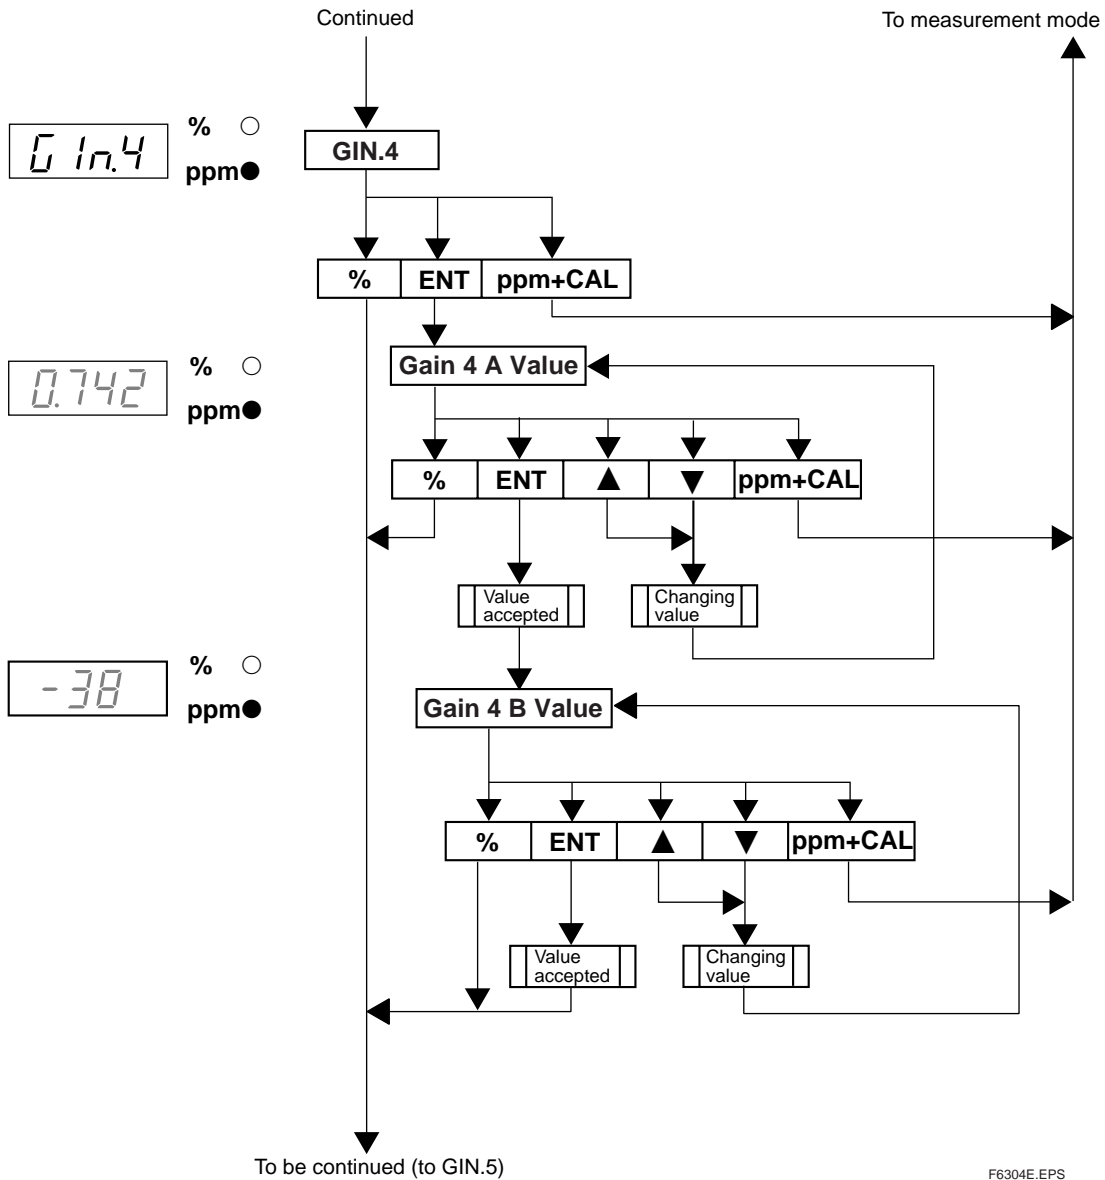 Continued
To measurement mode
GIn.4
%
ppm
GIN.4
% ENT ppm+CAL
Gain 4 A Value
0.742
%
ppm
% ENT ▲ ▼ ppm+CAL
Value
accepted
Changing
value
-38
%
ppm
Gain 4 B Value
% ENT ▲ ▼ ppm+CAL
Value
accepted
Changing
value
To be continued (to GIN.5)
F6304E.EPS